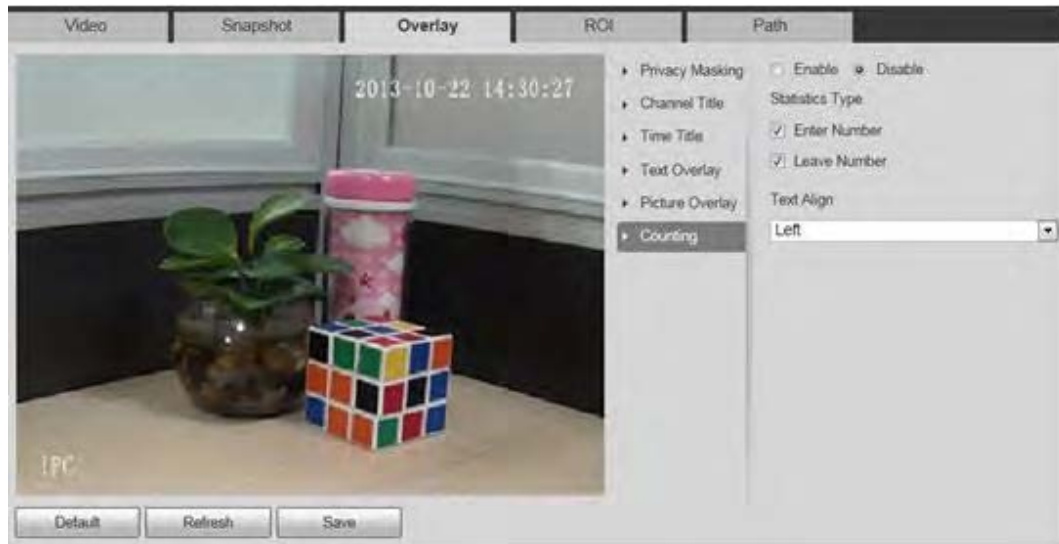 Video
Snapshot
Overlay
ROI
Path
2013-10-22 14:30:27
IPC
Privacy Masking
Channel Title
Time Title
Text Overlay
Picture Overlay
Counting
Enable
Disable
Statistics Type
Enter Number
Leave Number
Text Align
Left
Default
Refresh
Save